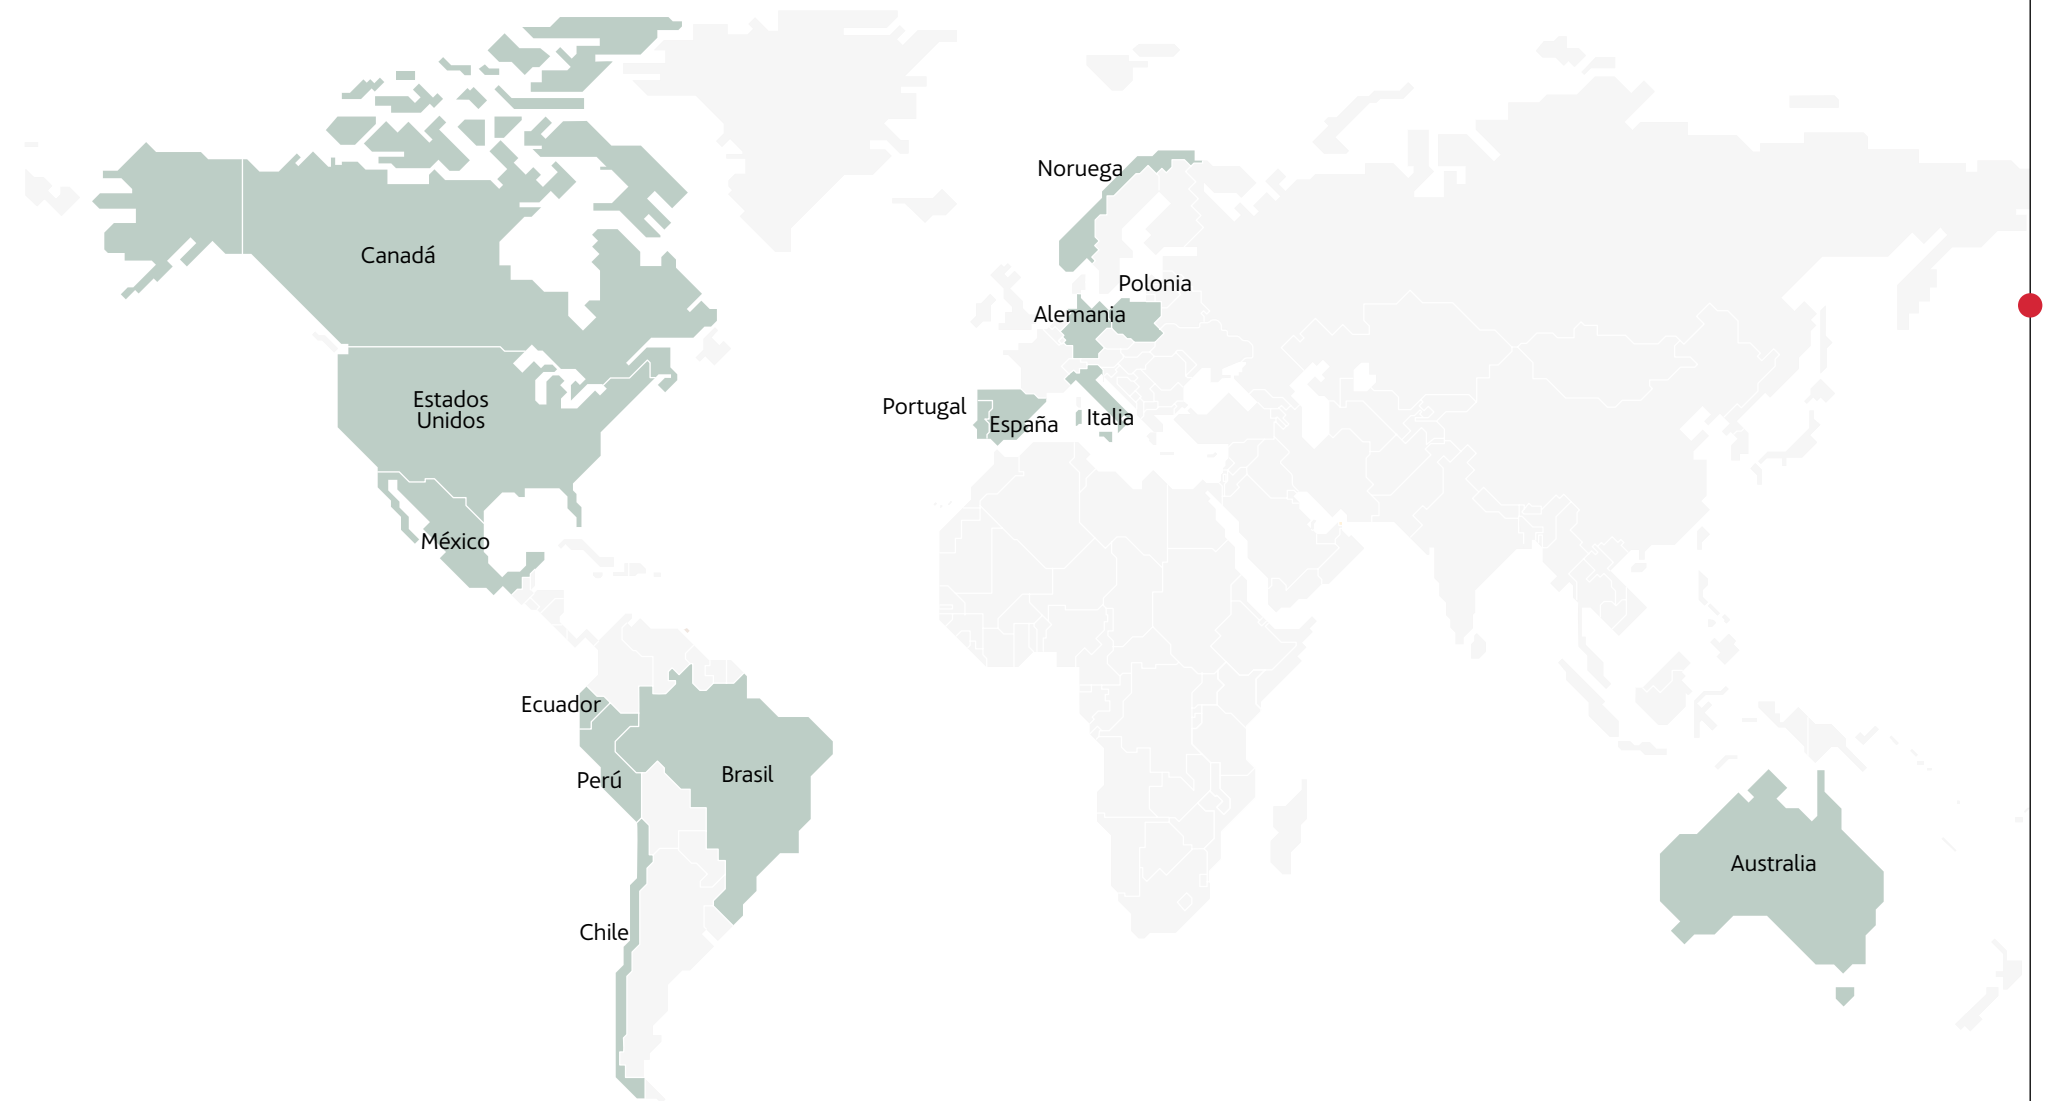 Noruega
Canadá
Polonia
Alemania
Estados
Unidos
Portugal
España
Italia
México
Ecuador
Perú
Brasil
Australia
Chile